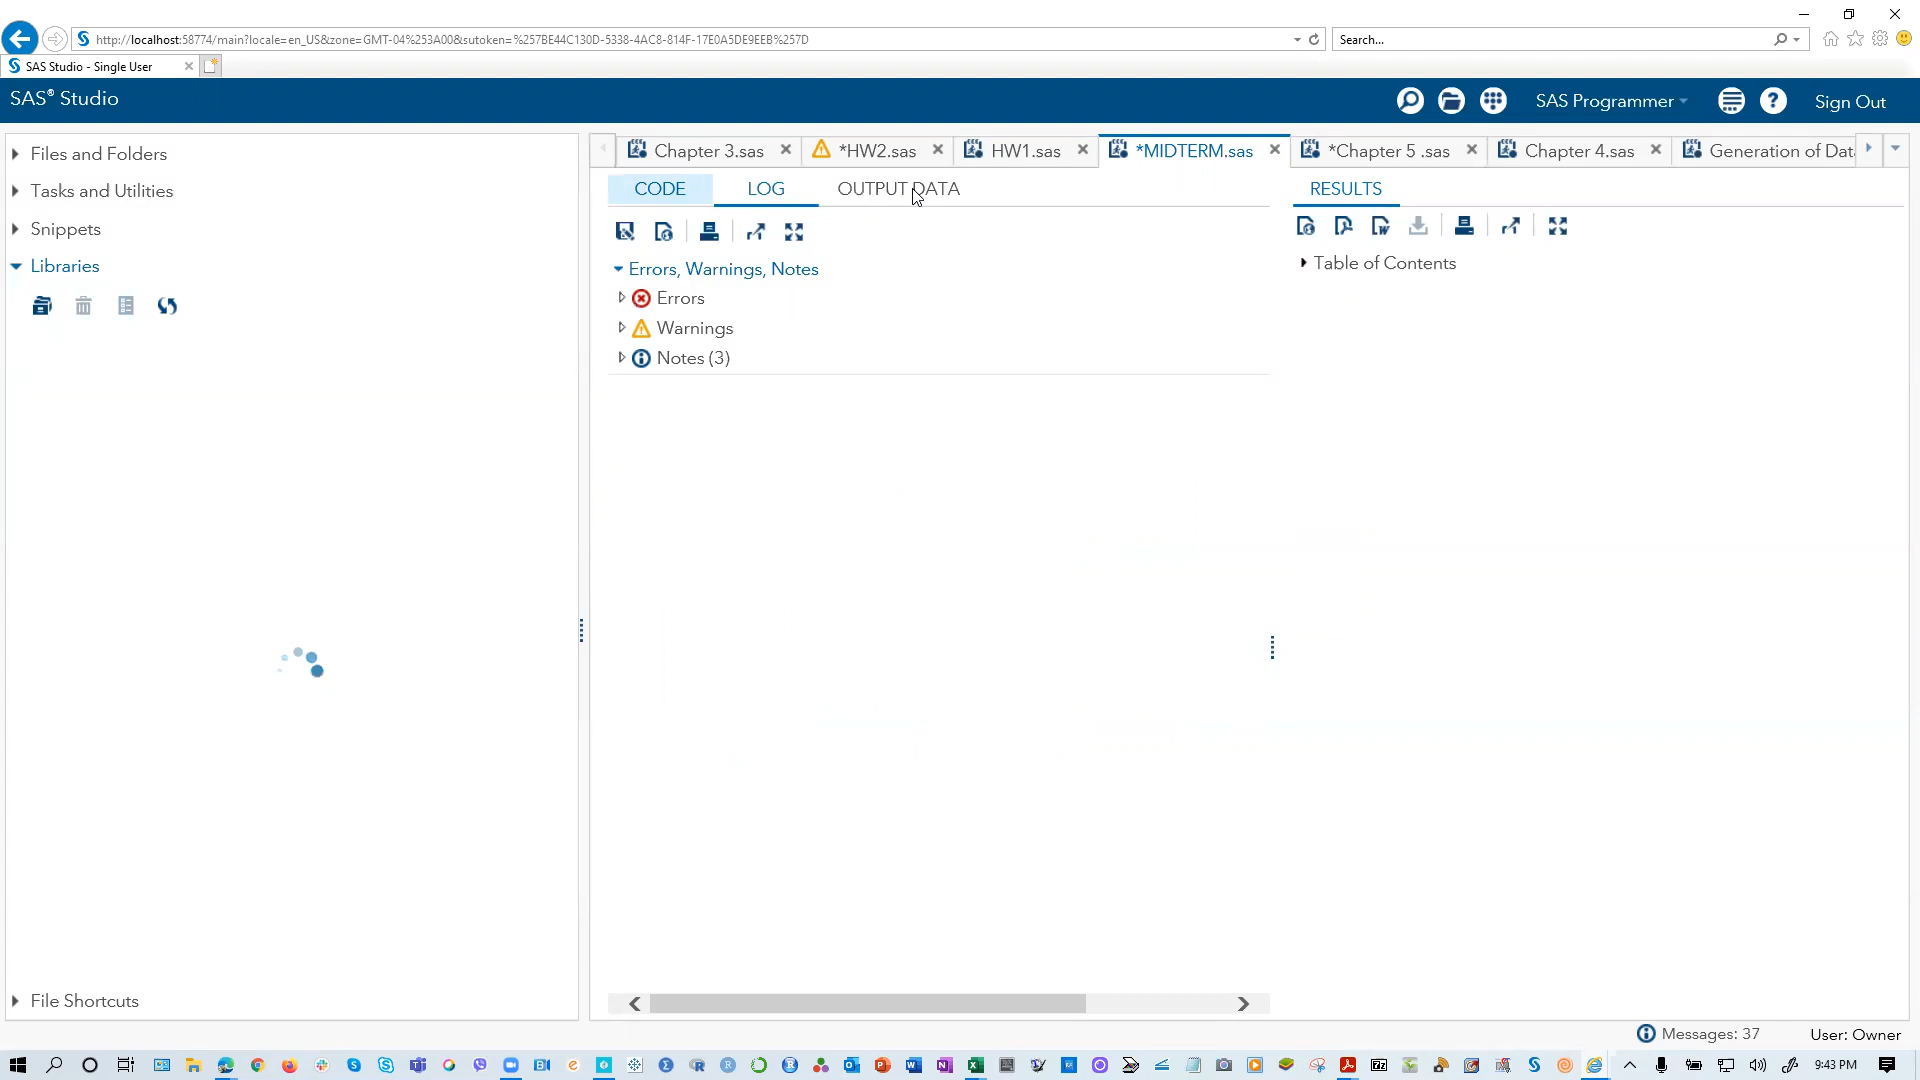 http://localhost:58774/main?locale=en_US&zone=GMT-04%253A00&sutoken=%257BE44C130D-5338-4AC8-814F-17E0A5DE9EEB%257D
Search...
SAS Studio - Single User
SAS® Studio
SAS Programmer
Sign Out
Files and Folders
Tasks and Utilities
Snippets
Libraries
File Shortcuts
Chapter 3.sas
*HW2.sas
HW1.sas
*MIDTERM.sas
*Chapter 5 .sas
Chapter 4.sas
Generation of Dat
CODE
LOG
OUTPUT DATA
Errors, Warnings, Notes
Errors
Warnings
Notes (3)
RESULTS
Table of Contents
Messages: 37
User: Owner
9:43 PM